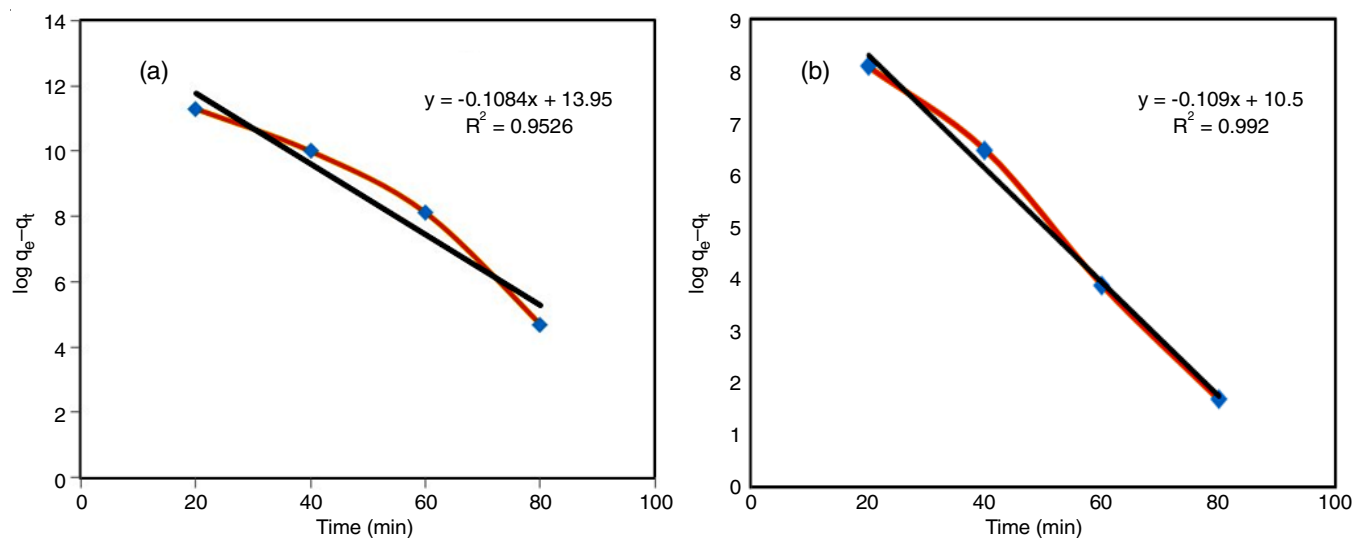 (a)
y = -0.1084x + 13.95
R² = 0.9526
log qₑ–qₜ
14
12
10
8
6
4
2
0
0 20 40 60 80 100
Time (min)
(b)
y = -0.109x + 10.5
R² = 0.992
log qₑ–qₜ
9
8
7
6
5
4
3
2
1
0
0 20 40 60 80 100
Time (min)